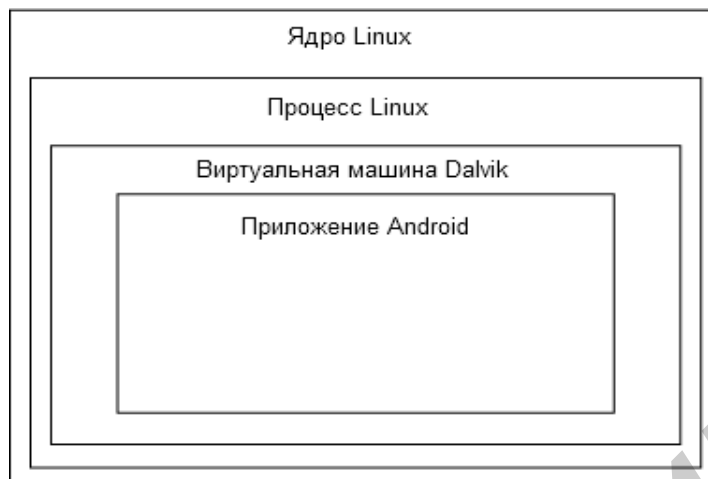 Ядро Linux
Процесс Linux
Виртуальная машина Dalvik
Приложение Android